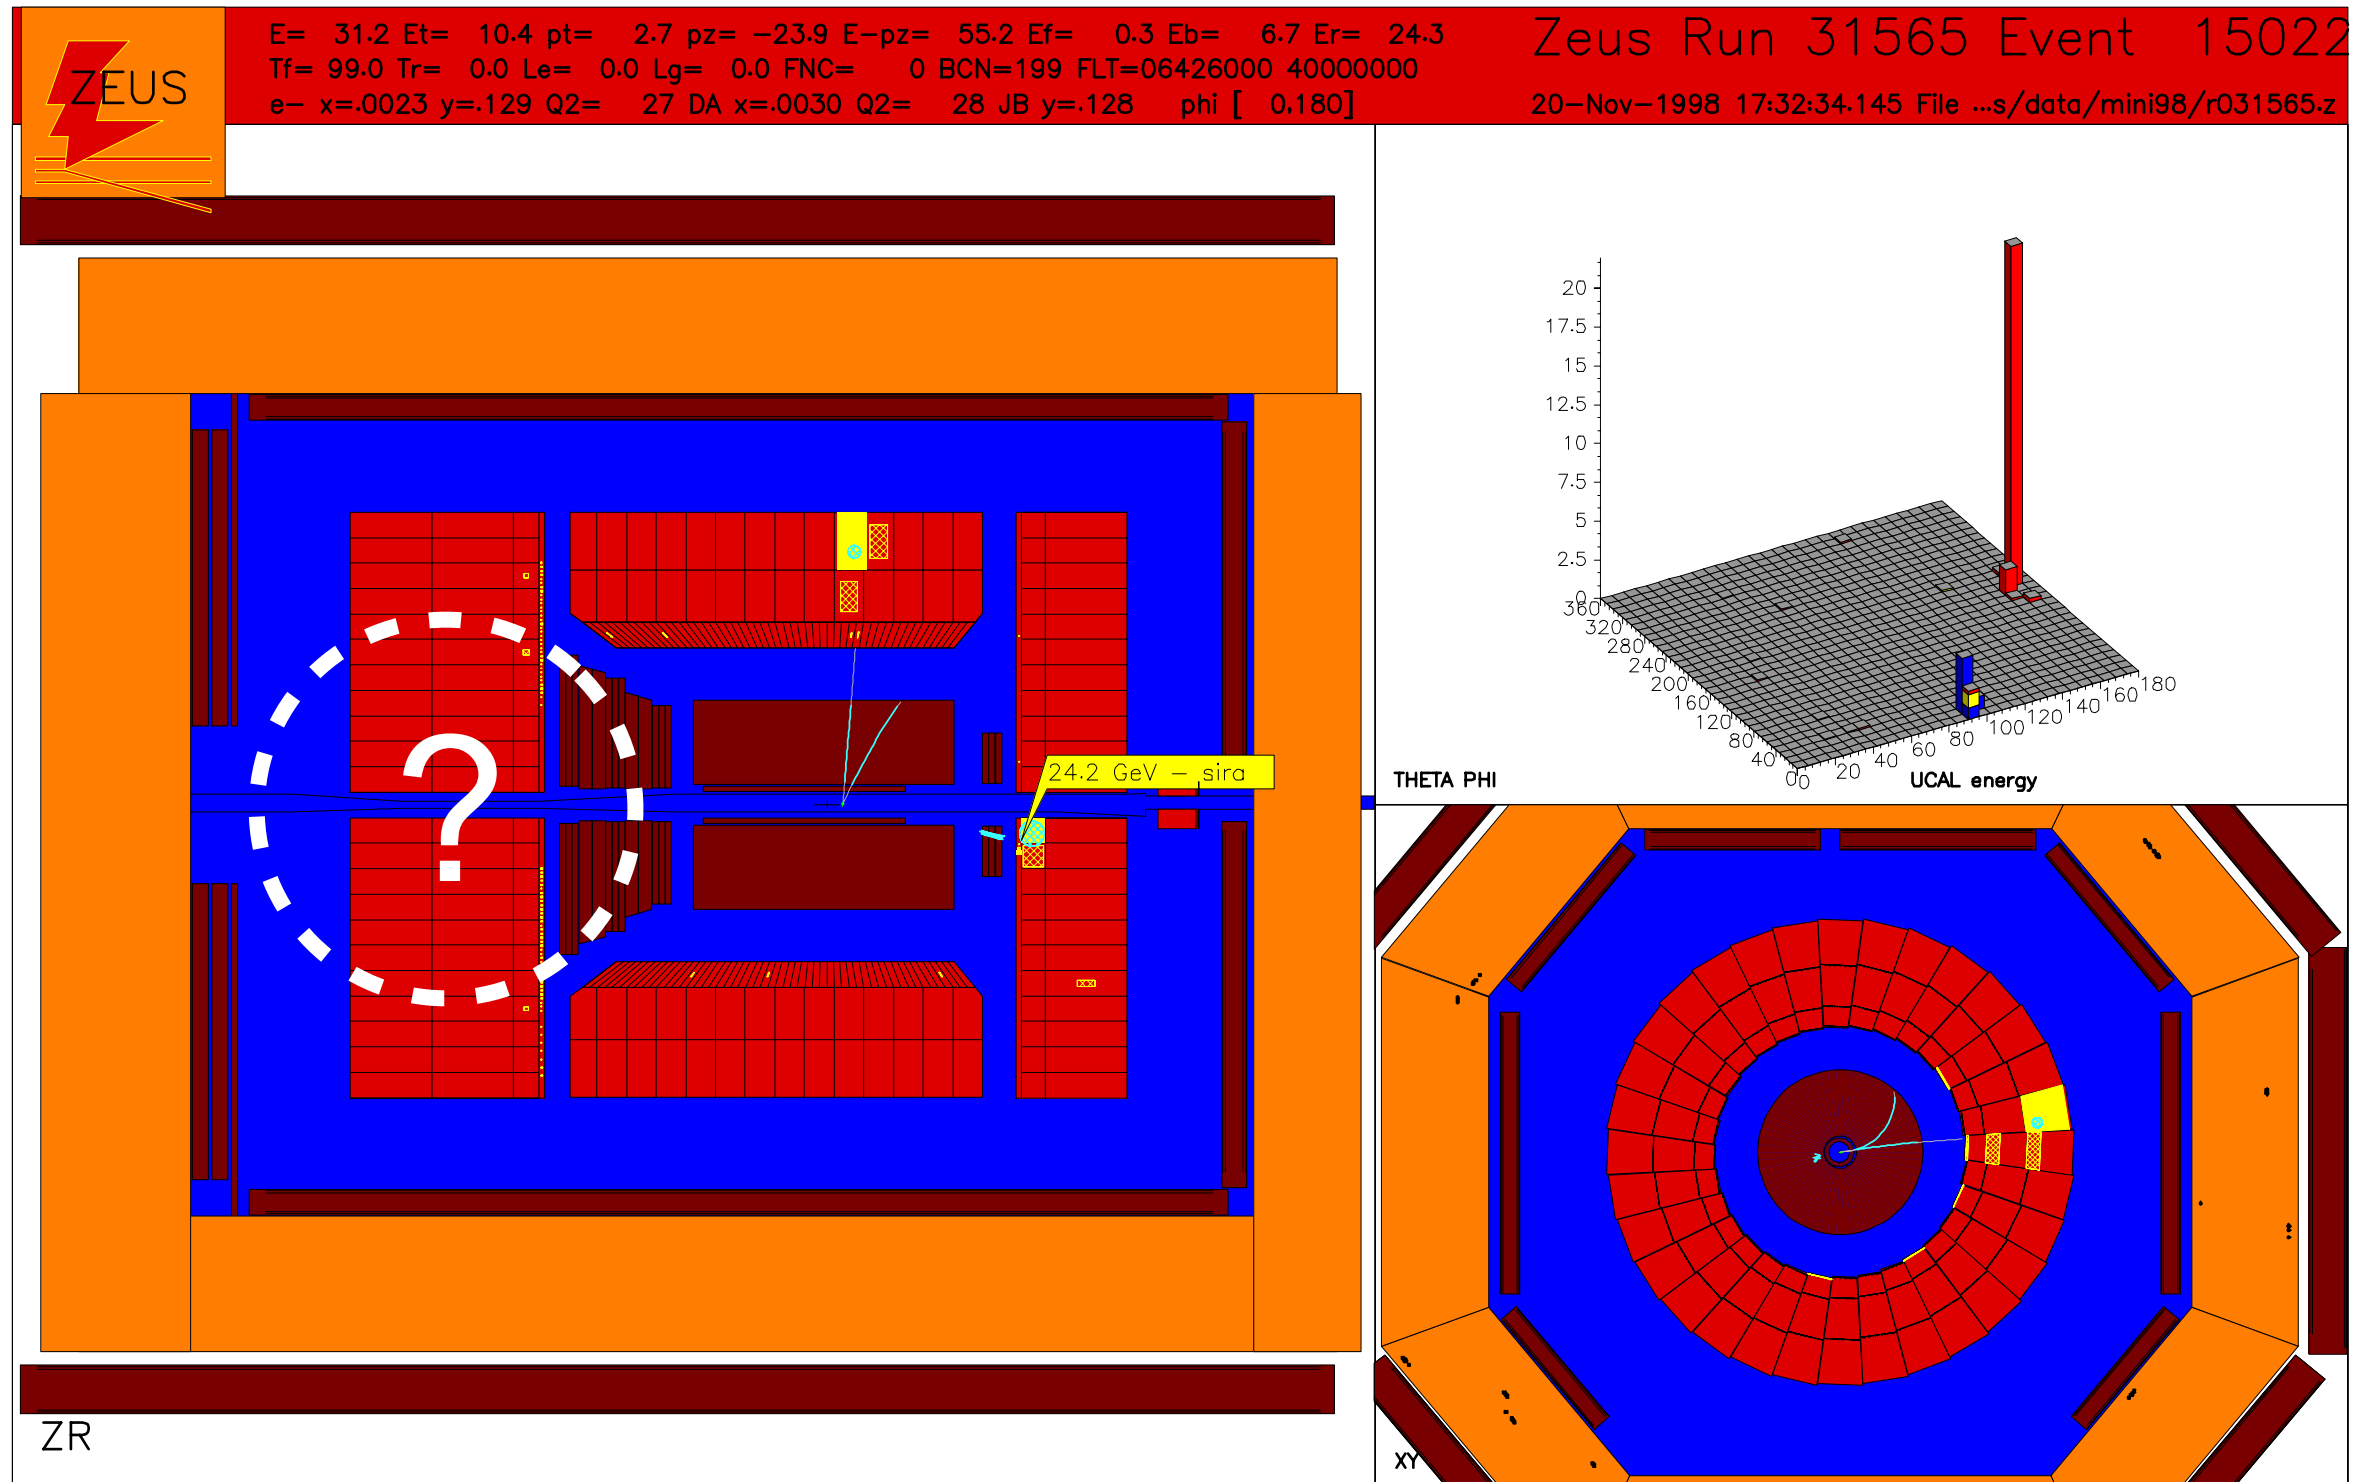 E= 31.2 Et= 10.4 pt= 2.7 pz= -23.9 E-pz= 55.2 Ef= 0.3 Eb= 6.7 Er= 24.3
Tf= 99.0 Tr= 0.0 Le= 0.0 Lg= 0.0 FNC= 0 BCN=199 FLT=06426000 40000000
e- x=.0023 y=.129 Q2= 27 DA x=.0030 Q2= 28 JB y=.128 phi [ 0.180]
Zeus Run 31565 Event 15022
20-Nov-1998 17:32:34.145 File ...s/data/mini98/r031565.z
ZEUS
?
24.2 GeV - sira
ZR
20
17.5
15
12.5
10
7.5
5
2.5
0
360
320
280
240
200
160
120
80
40
0
0
20
40
60
80
100
120
140
160
180
THETA PHI
UCAL energy
XY